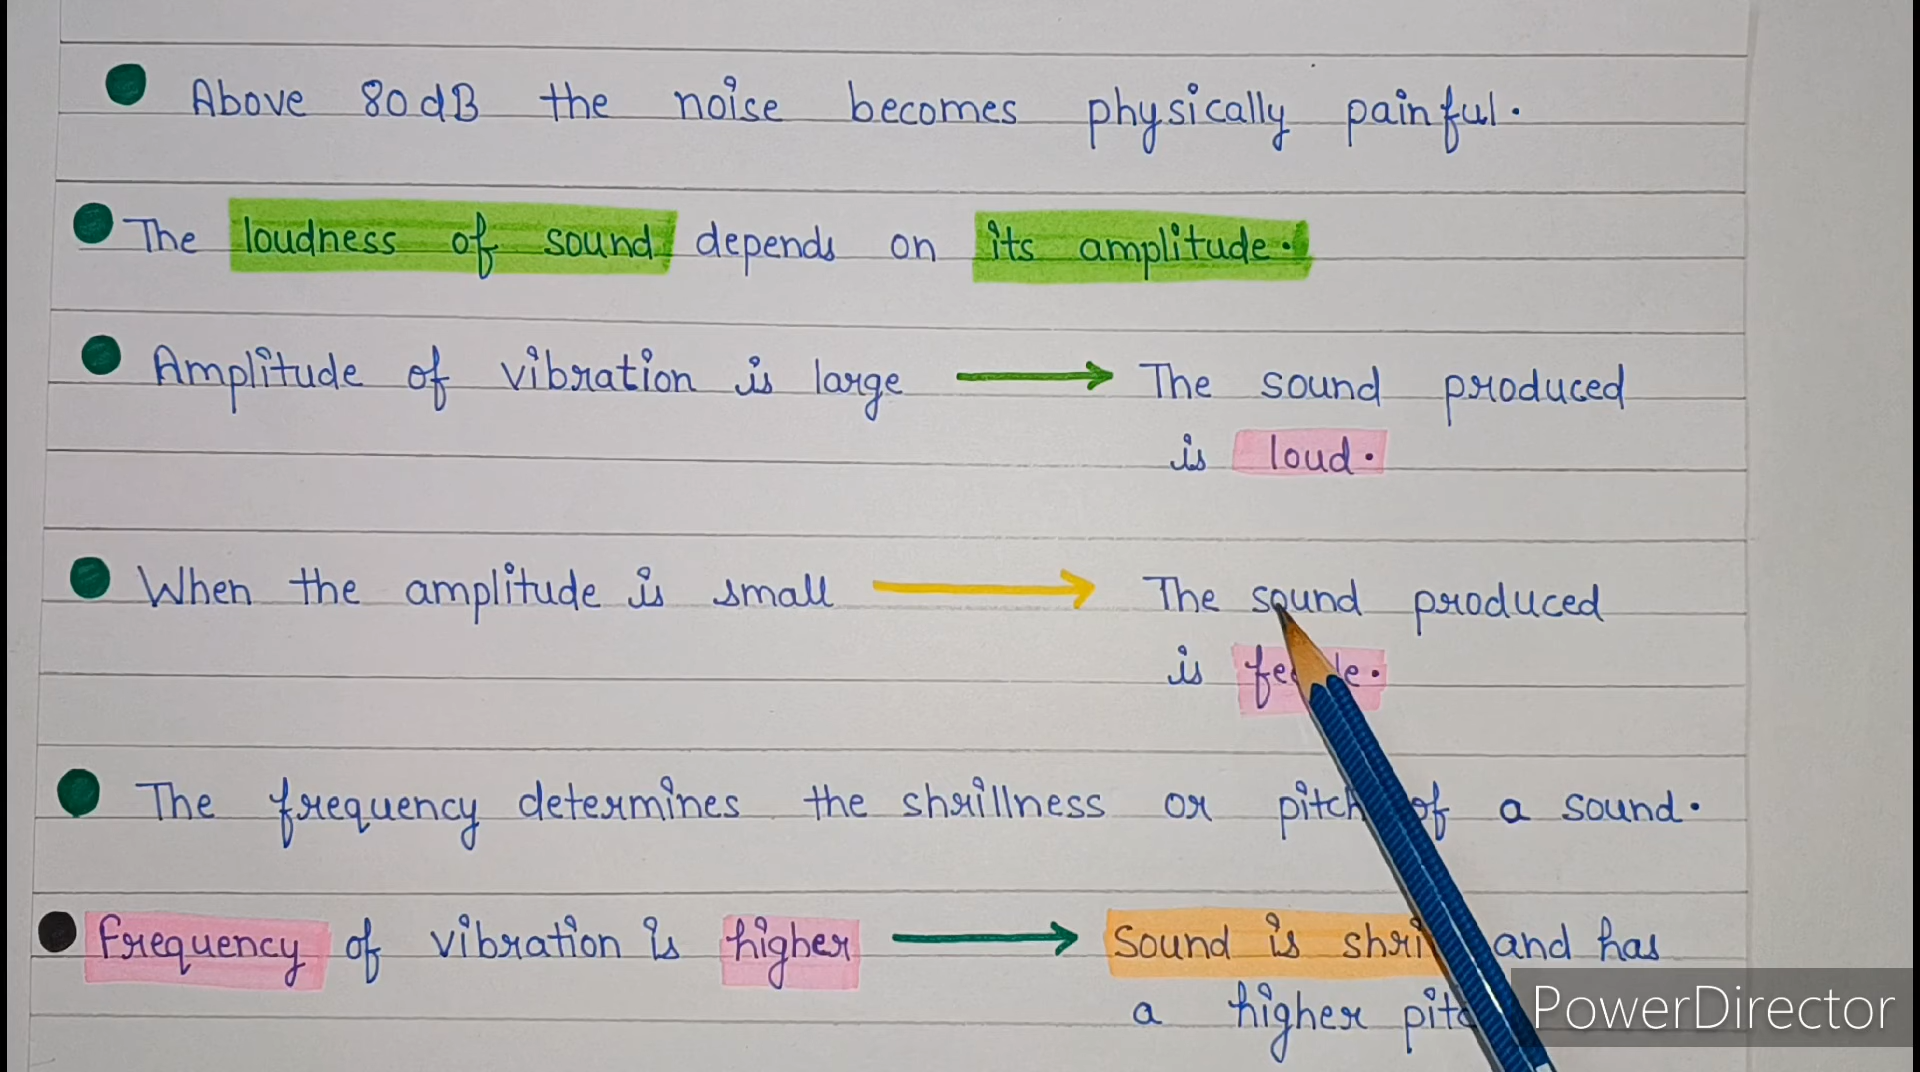 Above 80dB the noise becomes physically painful.
The loudness of sound depends on its amplitude.
Amplitude of vibration is large → The sound produced
is loud.
When the amplitude is small → The sound produced
is
The frequency determines the shrillness or pitch of a sound.
Frequency of vibration is higher → Sound is and has
a higher
PowerDirector